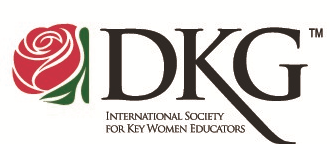 DKG™
INTERNATIONAL SOCIETY
FOR KEY WOMEN EDUCATORS